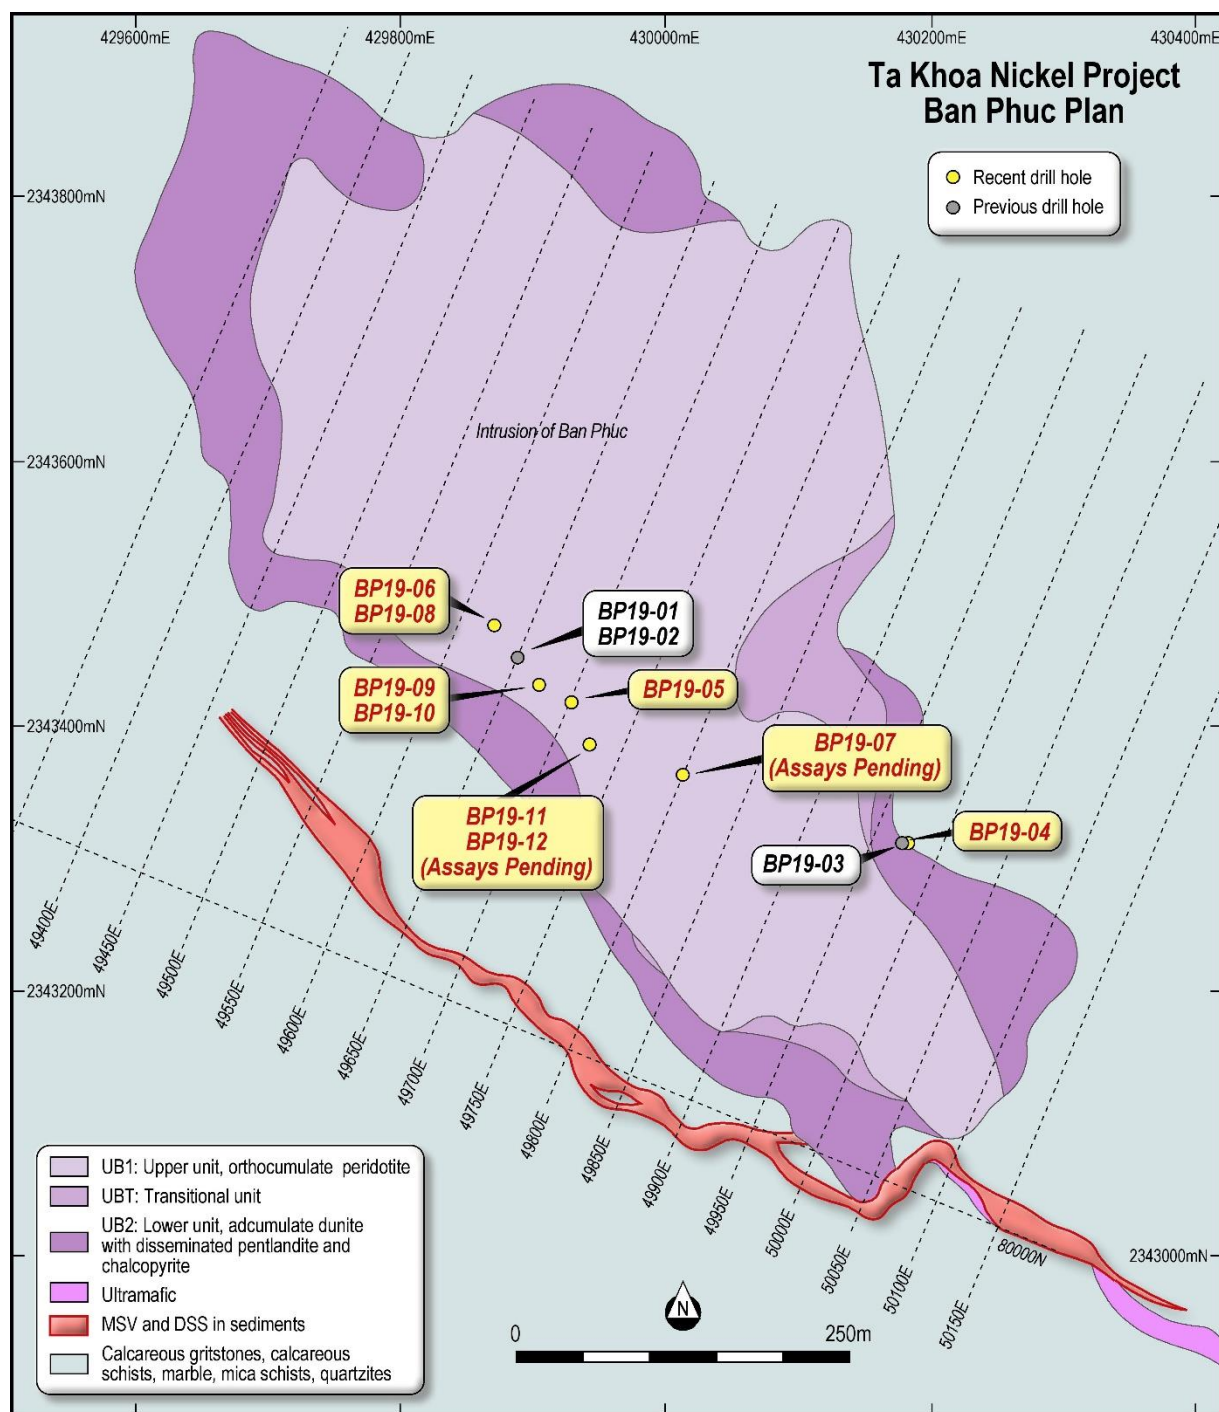 429600mE
429800mE
430000mE
430200mE
430400mE
Ta Khoa Nickel Project
Ban Phuc Plan
Recent drill hole
Previous drill hole
2343800mN
2343600mN
2343400mN
2343200mN
2343000mN
Intrusion of Ban Phuc
BP19-06
BP19-08
BP19-01
BP19-02
BP19-09
BP19-10
BP19-05
BP19-07
(Assays Pending)
BP19-11
BP19-12
(Assays Pending)
BP19-04
BP19-03
49400E
49450E
49500E
49550E
49600E
49650E
49700E
49750E
49800E
49850E
49900E
49950E
50000E
50050E
50100E
50150E
80000N
UB1: Upper unit, orthocumulate peridotite
UBT: Transitional unit
UB2: Lower unit, adcumulate dunite
with disseminated pentlandite and
chalcopyrite
Ultramafic
MSV and DSS in sediments
Calcareous gritstones, calcareous
schists, marble, mica schists, quartzites
N
0
250m